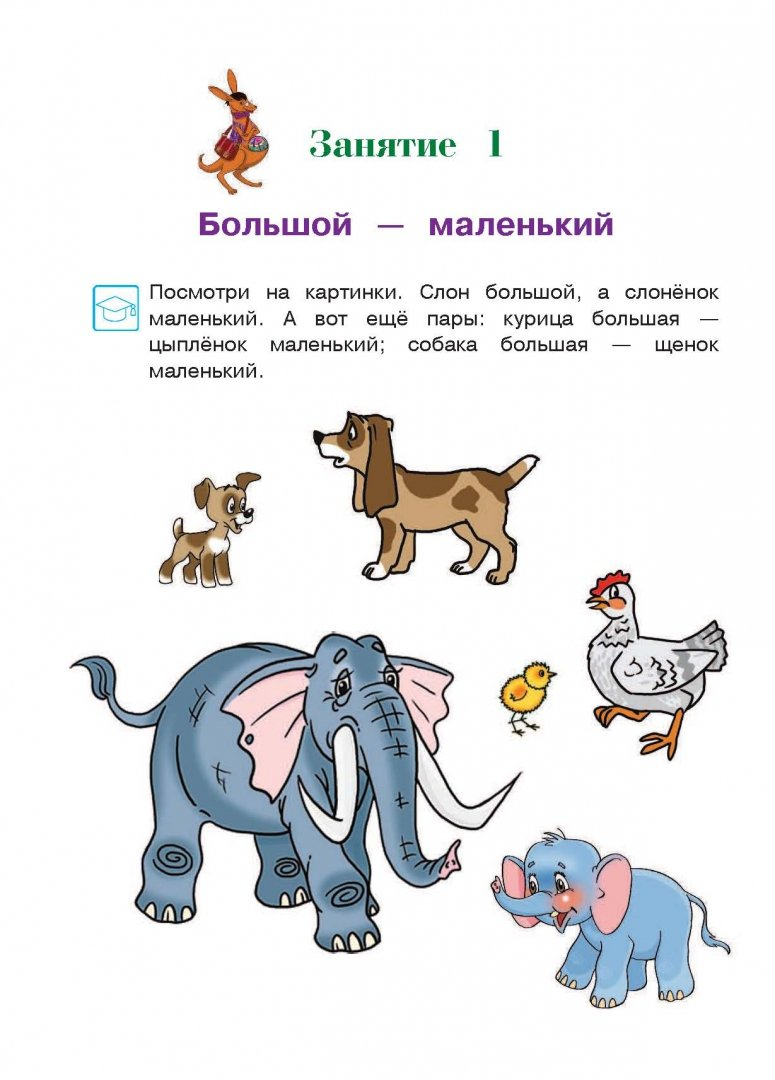 Занятие 1
Большой — маленький
Посмотри на картинки. Слон большой, а слонёнок
маленький. А вот ещё пары: курица большая —
цыплёнок маленький; собака большая — щенок
маленький.